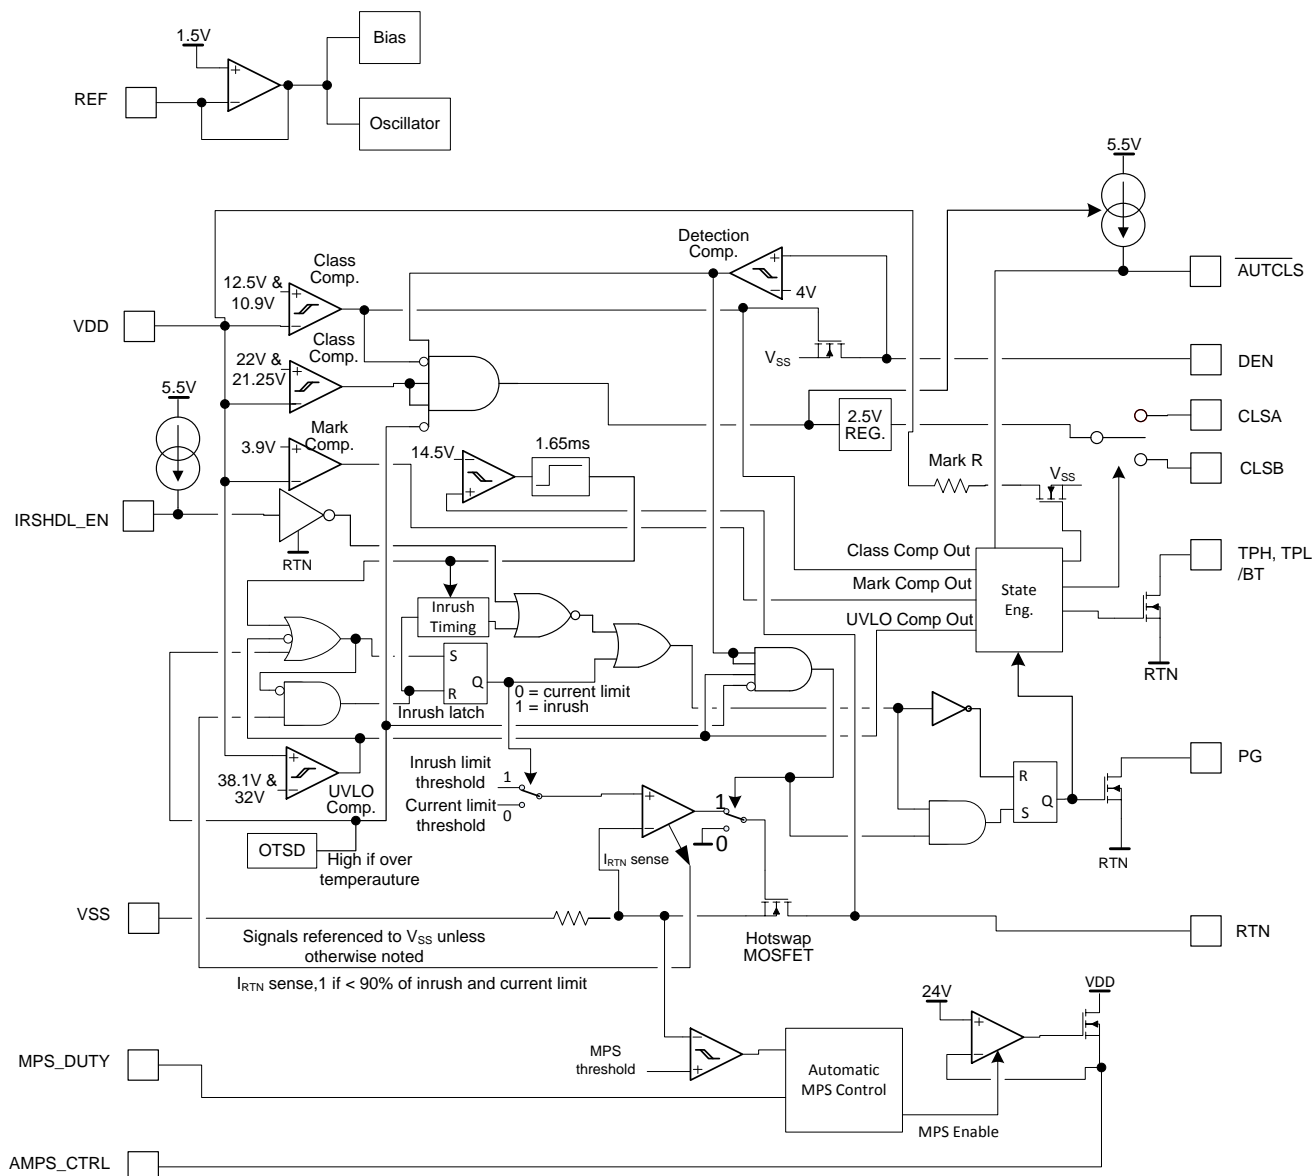 1.5V
Bias
REF
+
−
Oscillator
5.5V
AUTCLS
Detection
Comp.
+
−
4V
Class
Comp.
12.5V &
10.9V
+
−
VDD
VSS
DEN
Class
Comp.
22V &
21.25V
+
−
5.5V
2.5V
REG.
CLSA
CLSB
Mark
Comp.
3.9V
+
−
14.5V
−
+
1.65ms
Mark R
VSS
IRSHDL_EN
RTN
Class Comp Out
Mark Comp Out
UVLO Comp Out
State
Eng.
TPH, TPL
/BT
RTN
Inrush
Timing
S
R
Q
Inrush latch
0 = current limit
1 = inrush
38.1V &
32V
+
−
UVLO
Comp.
Inrush limit
threshold
1
Current limit
threshold
0
+
−
1
0
R
S
Q
PG
RTN
OTSD
High if over
temperauture
IRTN sense
VSS
Signals referenced to VSS unless
otherwise noted
Hotswap
MOSFET
RTN
IRTN sense,1 if < 90% of inrush and current limit
24V
VDD
+
−
MPS_DUTY
MPS
threshold
−
+
Automatic
MPS Control
MPS Enable
AMPS_CTRL